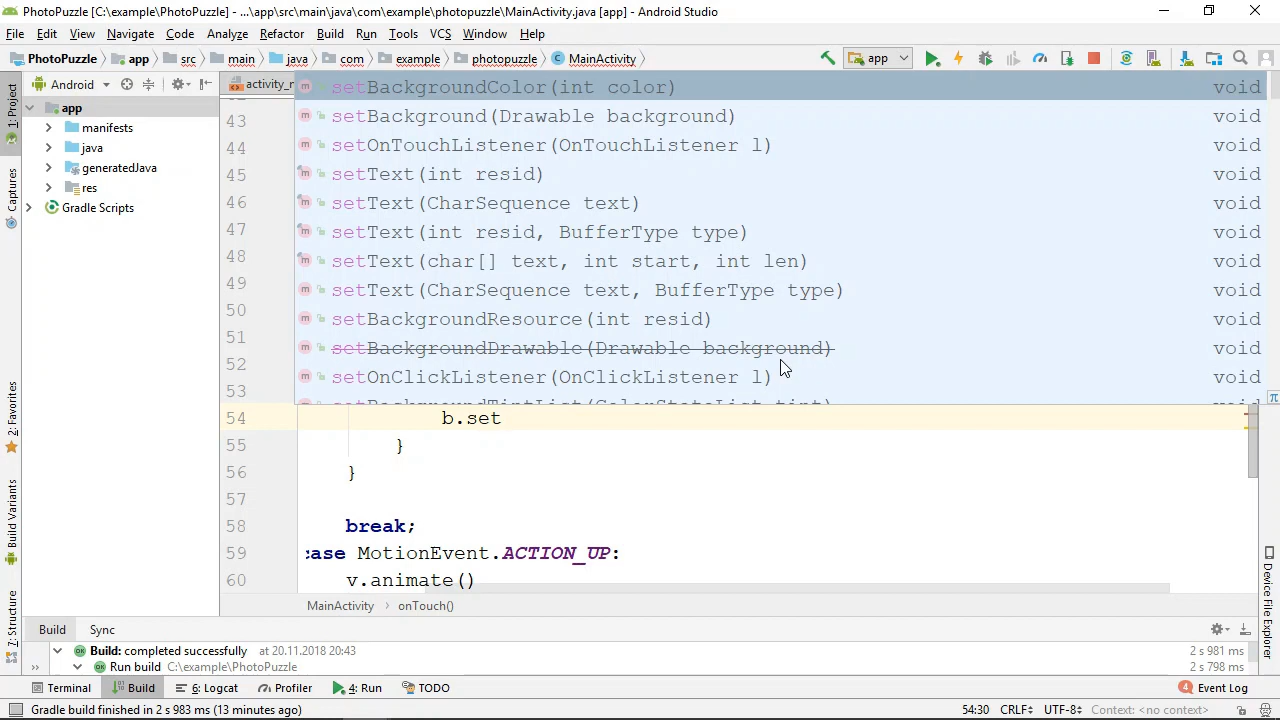 PhotoPuzzle [C:\example\PhotoPuzzle] - ...\app\src\main\java\com\example\photopuzzle\MainActivity.java [app] - Android Studio
File Edit View Navigate Code Analyze Refactor Build Run Tools VCS Window Help
PhotoPuzzle app src main java com example photopuzzle MainActivity app
1: Project
Captures
2: Favorites
Build Variants
7: Structure
Android
app
manifests
java
generatedJava
res
Gradle Scripts
activity_
setBackgroundColor(int color) void
43 setBackground(Drawable background) void
44 setOnTouchListener(OnTouchListener l) void
45 setText(int resid) void
46 setText(CharSequence text) void
47 setText(int resid, BufferType type) void
48 setText(char[] text, int start, int len) void
49 setText(CharSequence text, BufferType type) void
50 setBackgroundResource(int resid) void
51 setBackgroundDrawable(Drawable background) void
52 setOnClickListener(OnClickListener l) void
53 setBackgroundTintList(ColorStateList tint)
54 b.set
55 }
56 }
57
58 break;
59 case MotionEvent.ACTION_UP:
60 v.animate()
MainActivity onTouch()
Device File Explorer
Build Sync
Build: completed successfully at 20.11.2018 20:43 2 s 981 ms
Run build C:\example\PhotoPuzzle 2 s 798 ms
Terminal Build 6: Logcat Profiler 4: Run TODO 4 Event Log
Gradle build finished in 2 s 983 ms (13 minutes ago) 54:30 CRLF UTF-8 Context: <no context>